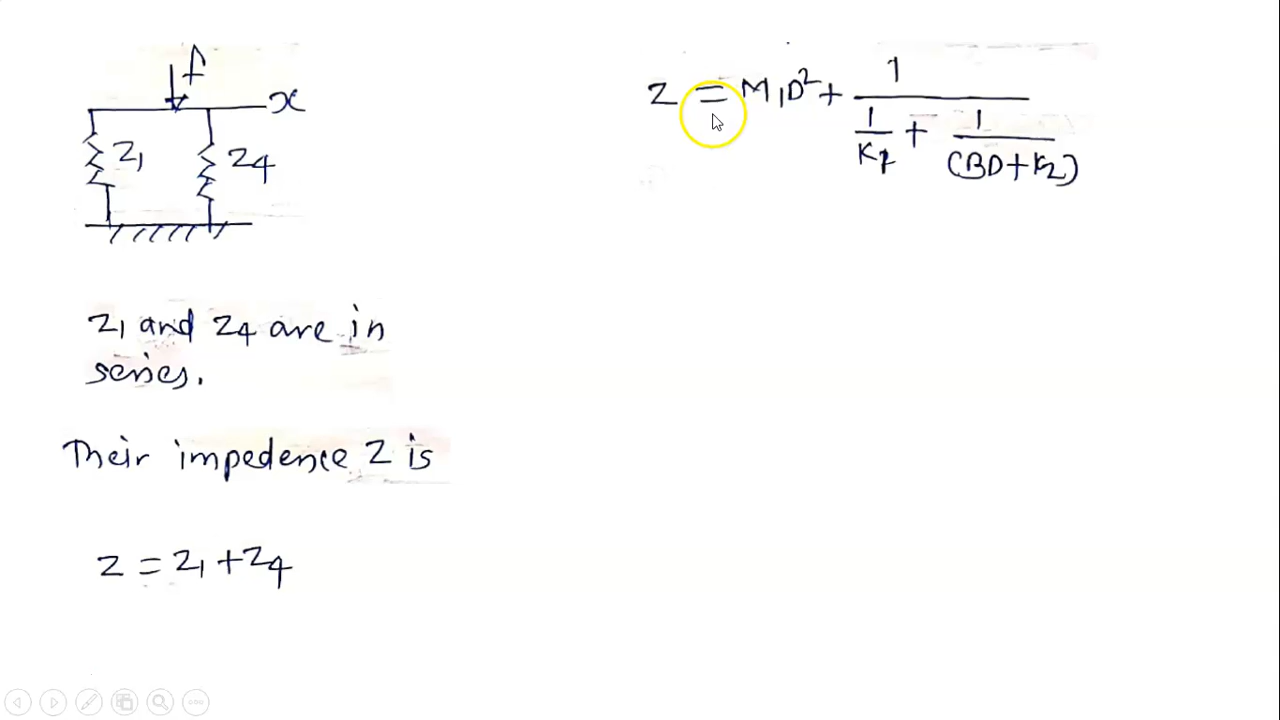 f
x
Z1 Z4
Z1 and Z4 are in
series.
Their impedence Z is
Z = Z1 + Z4
Z = M1D² + 1
1 + 1
K1 (BD+K2)